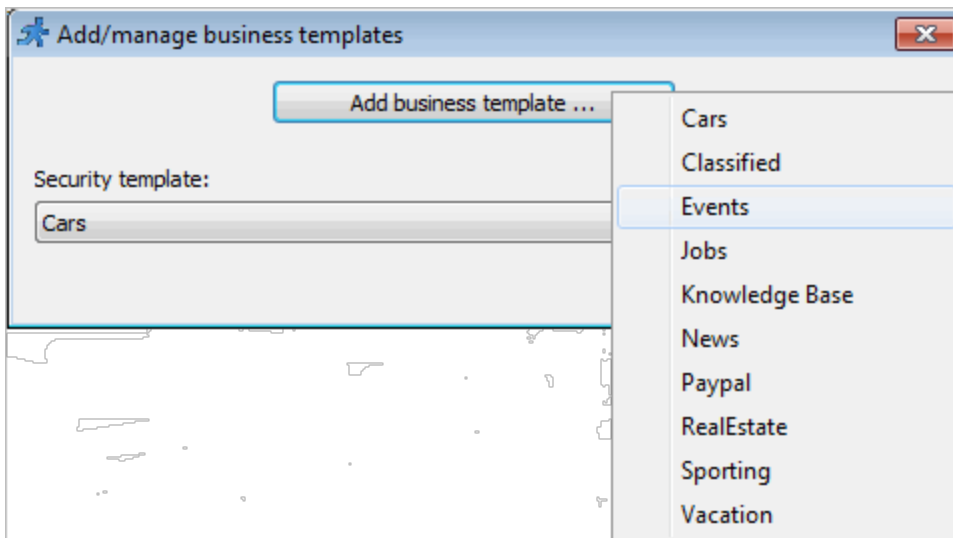 Add/manage business templates
Add business template ...
Security template:
Cars
Cars
Classified
Events
Jobs
Knowledge Base
News
Paypal
RealEstate
Sporting
Vacation